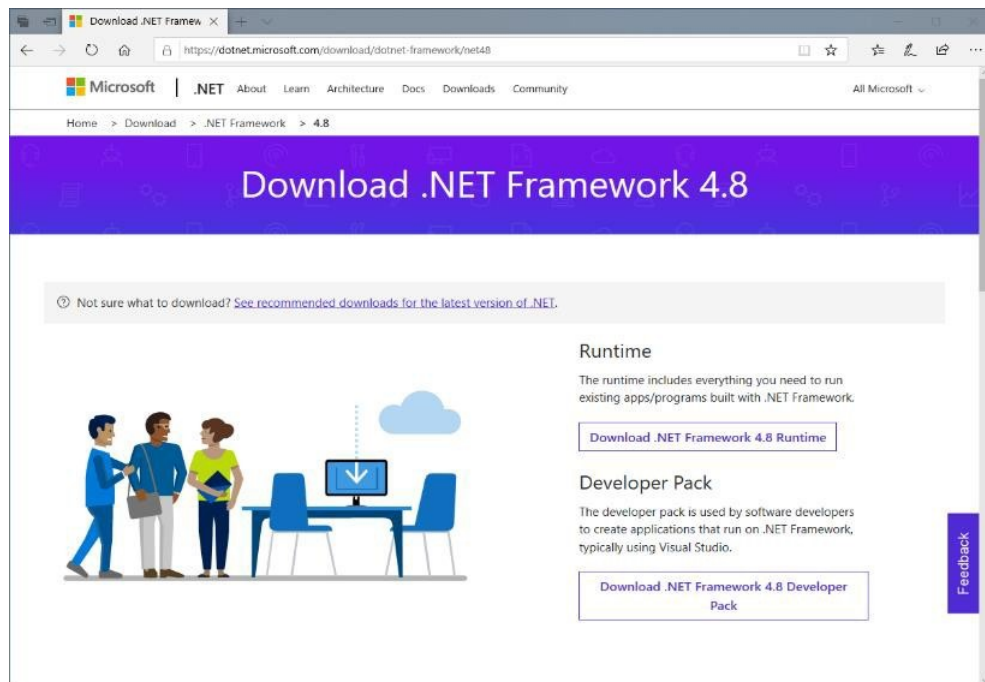 Download .NET Framew
https://dotnet.microsoft.com/download/dotnet-framework/net48
Microsoft | .NET About Learn Architecture Docs Downloads Community All Microsoft
Home > Download > .NET Framework > 4.8
Download .NET Framework 4.8
Not sure what to download? See recommended downloads for the latest version of .NET.
Runtime
The runtime includes everything you need to run
existing apps/programs built with .NET Framework.
Download .NET Framework 4.8 Runtime
Developer Pack
The developer pack is used by software developers
to create applications that run on .NET Framework,
typically using Visual Studio.
Download .NET Framework 4.8 Developer
Pack
Feedback